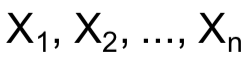 X₁, X₂, ..., Xₙ